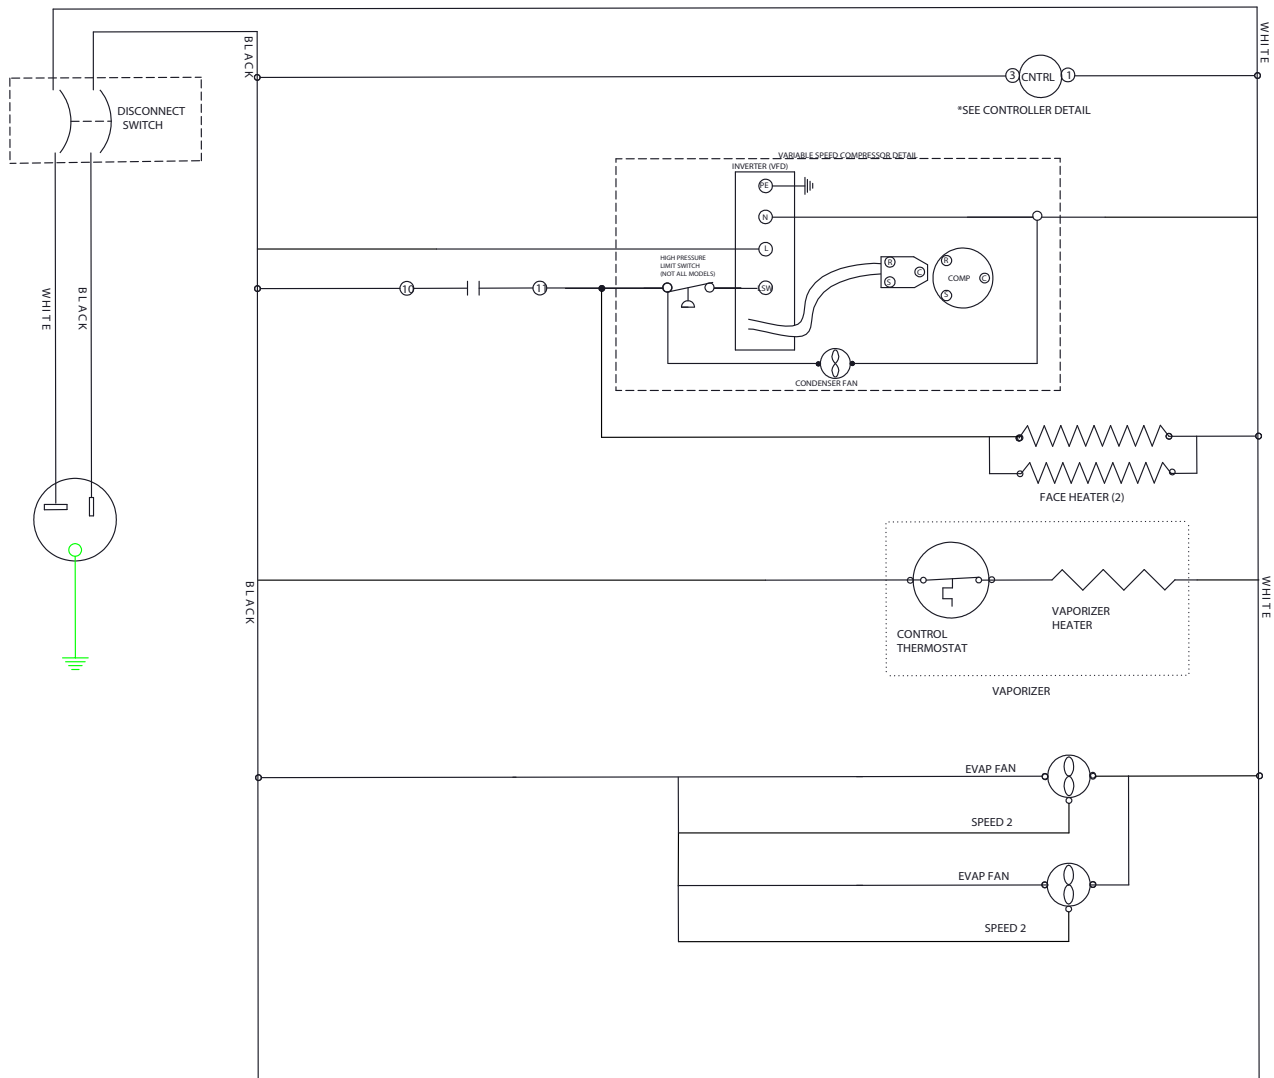 BLACK
WHITE
3
CNTRL
1
*SEE CONTROLLER DETAIL
DISCONNECT
SWITCH
VARIABLE SPEED COMPRESSOR DETAIL
INVERTER (VFD)
PE
N
L
HIGH PRESSURE
LIMIT SWITCH
(NOT ALL MODELS)
R
C
S
R
COMP
C
S
10
11
LSW
WHITE
BLACK
CONDENSER FAN
FACE HEATER (2)
BLACK
WHITE
CONTROL
THERMOSTAT
VAPORIZER
HEATER
VAPORIZER
EVAP FAN
SPEED 2
EVAP FAN
SPEED 2